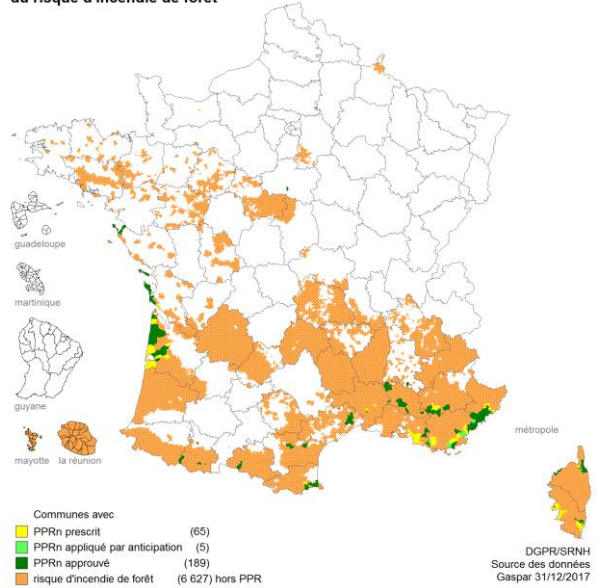 du risque d'incendie de forêt
guadeloupe
martinique
guyane
mayotte la réunion
métropole
Communes avec
PPRn prescrit (65)
PPRn appliqué par anticipation (5)
PPRn approuvé (189)
risque d'incendie de forêt (6 627) hors PPR
DGPR/SRNH
Source des données
Gaspar 31/12/2017